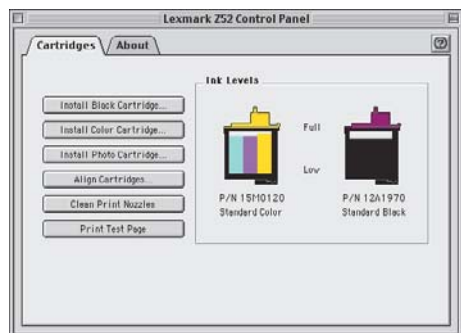 Lexmark Z52 Control Panel
Cartridges
About
Install Black Cartridge...
Install Color Cartridge...
Install Photo Cartridge...
Align Cartridges...
Clean Print Nozzles
Print Test Page
Ink Levels
Full
Low
P/N 15M0120
Standard Color
P/N 12A1970
Standard Black